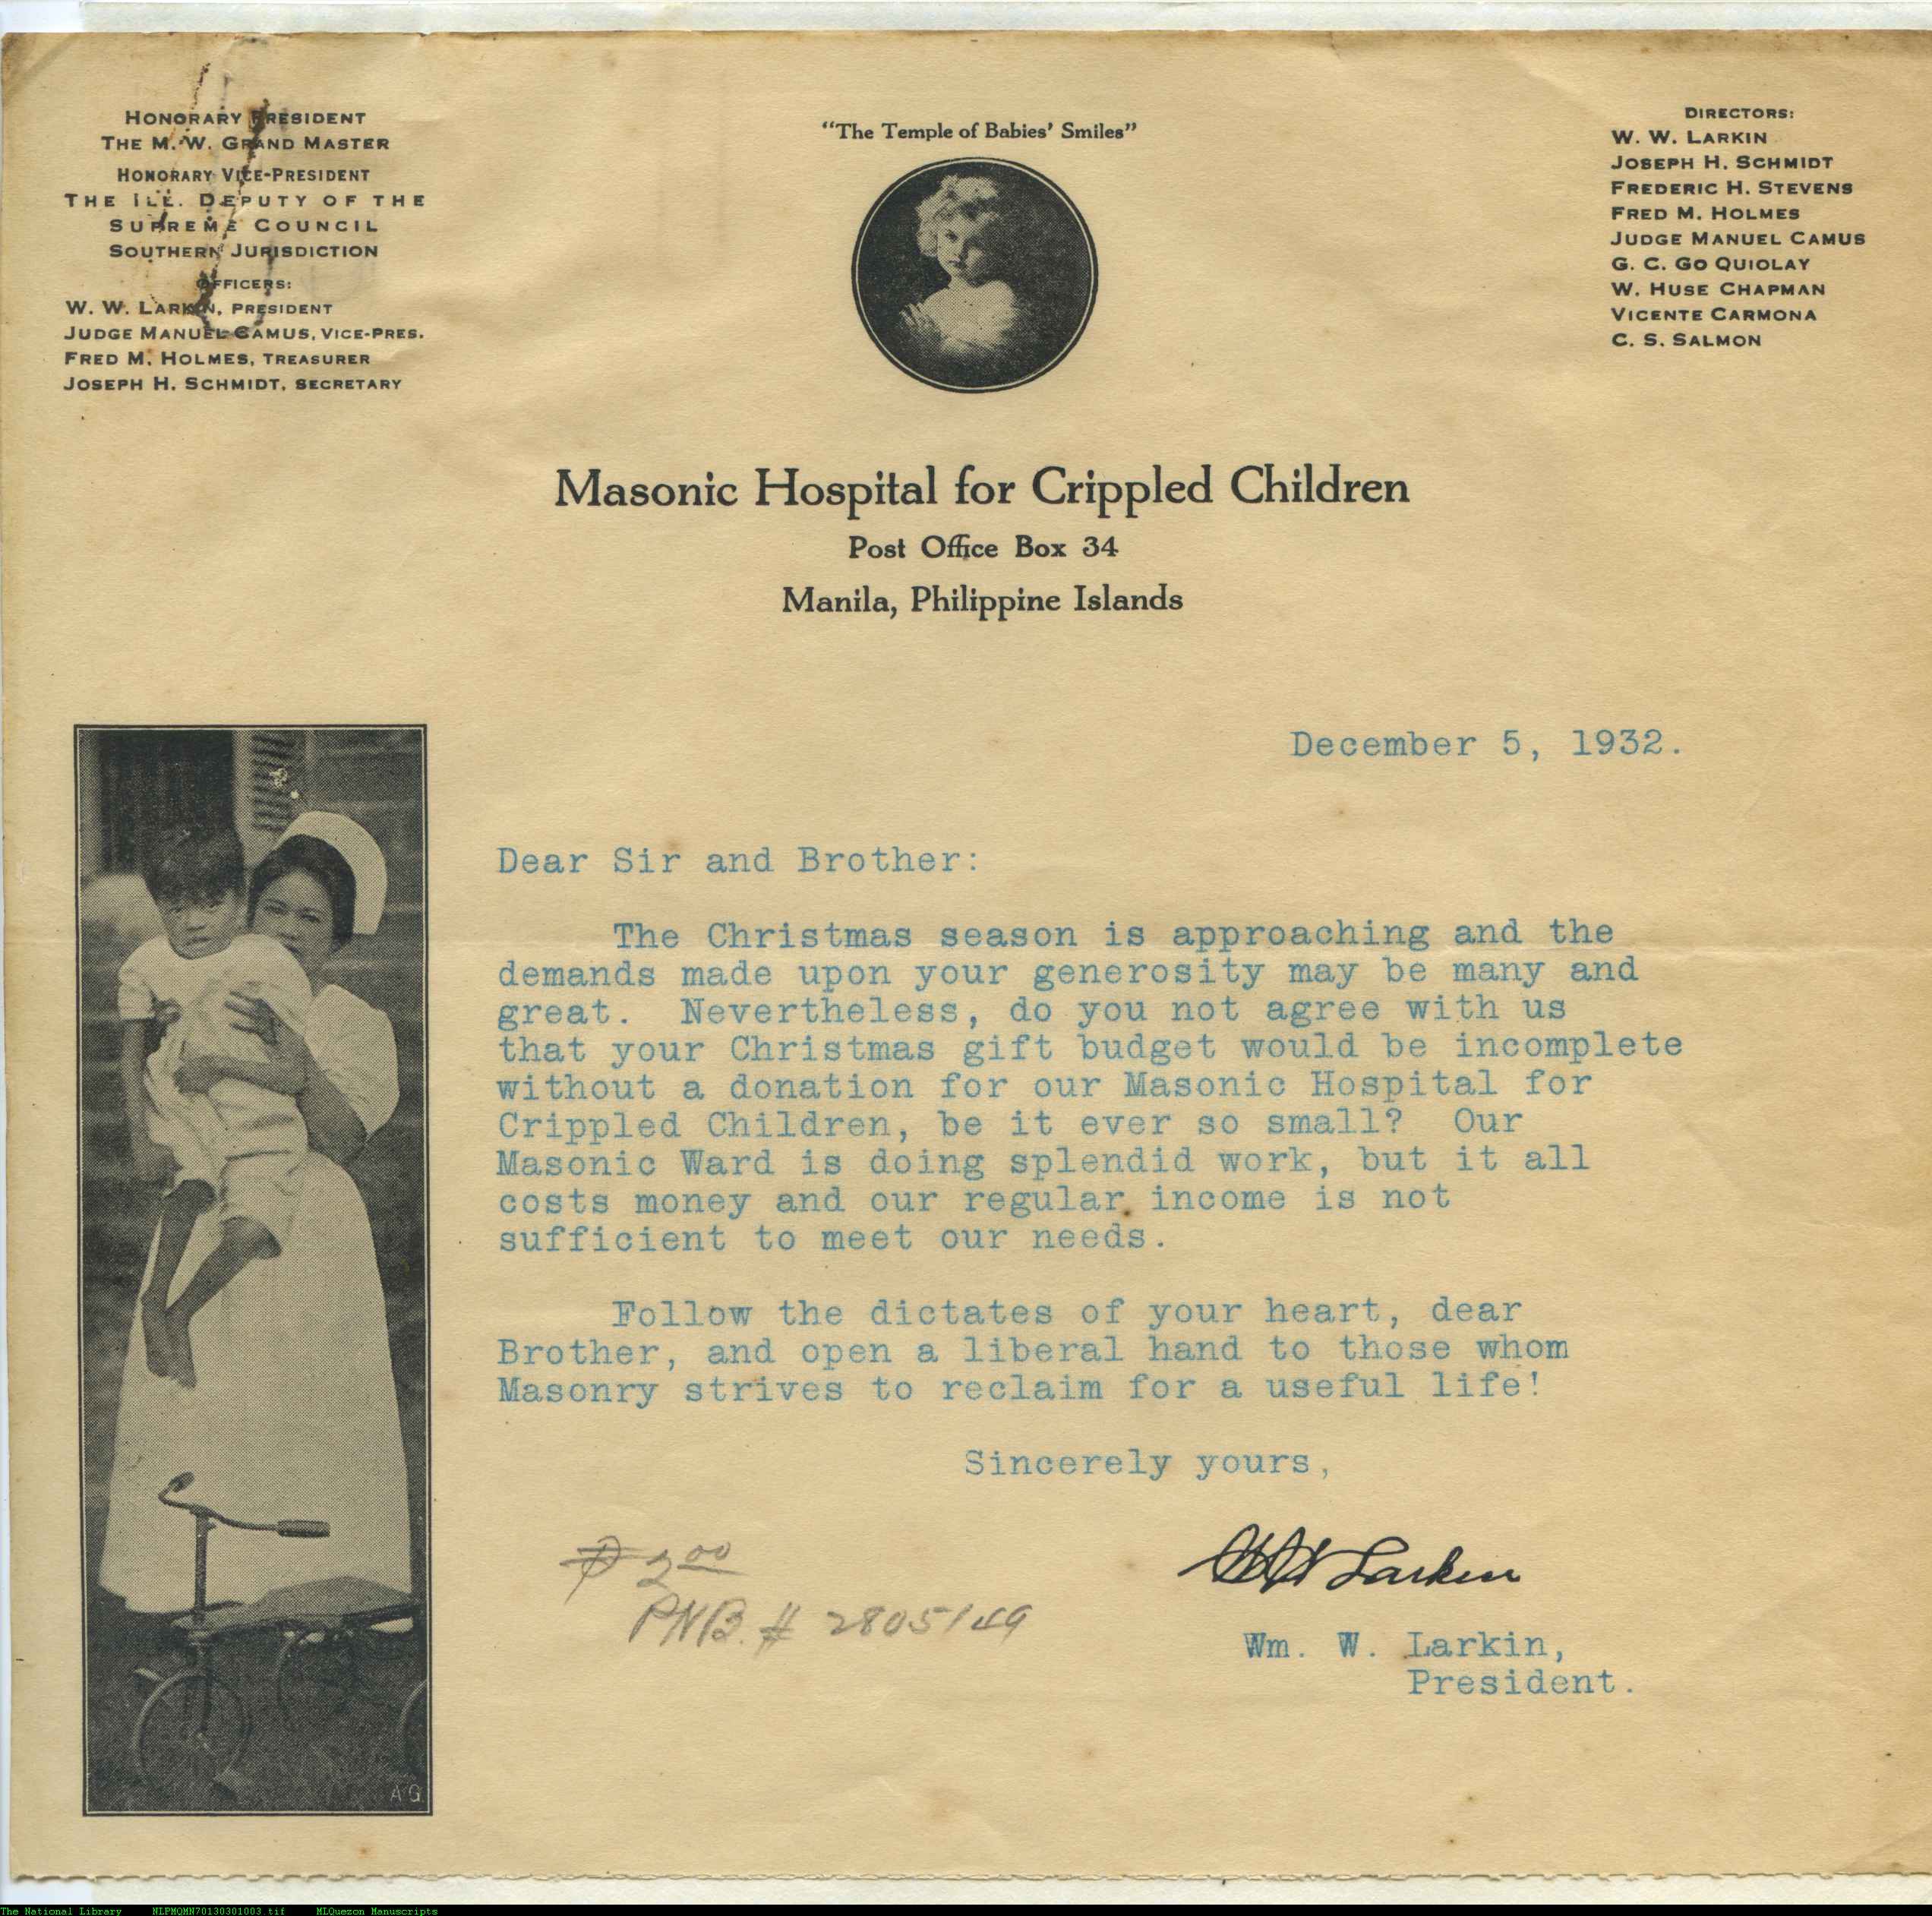 HONORARY PRESIDENT
THE M. W. GRAND MASTER
HONORARY VICE-PRESIDENT
THE ILL. DEPUTY OF THE
SUPREME COUNCIL
SOUTHERN JURISDICTION
OFFICERS:
W. W. LARKIN, PRESIDENT
JUDGE MANUEL CAMUS, VICE-PRES.
FRED M. HOLMES, TREASURER
JOSEPH H. SCHMIDT, SECRETARY
"The Temple of Babies' Smiles"
DIRECTORS:
W. W. LARKIN
JOSEPH H. SCHMIDT
FREDERIC H. STEVENS
FRED M. HOLMES
JUDGE MANUEL CAMUS
G. C. GO QUIOLAY
W. HUSE CHAPMAN
VICENTE CARMONA
C. S. SALMON
Masonic Hospital for Crippled Children
Post Office Box 34
Manila, Philippine Islands
December 5, 1932.
Dear Sir and Brother:
The Christmas season is approaching and the
demands made upon your generosity may be many and
great. Nevertheless, do you not agree with us
that your Christmas gift budget would be incomplete
without a donation for our Masonic Hospital for
Crippled Children, be it ever so small? Our
Masonic Ward is doing splendid work, but it all
costs money and our regular income is not
sufficient to meet our needs.
Follow the dictates of your heart, dear
Brother, and open a liberal hand to those whom
Masonry strives to reclaim for a useful life!
Sincerely yours,
₱ 2.00
PNB. # 2805149
WW Larkin
Wm. W. Larkin,
President.
A.G.
The National Library NLPMQMN70130301003.tif MLQuezon Manuscripts